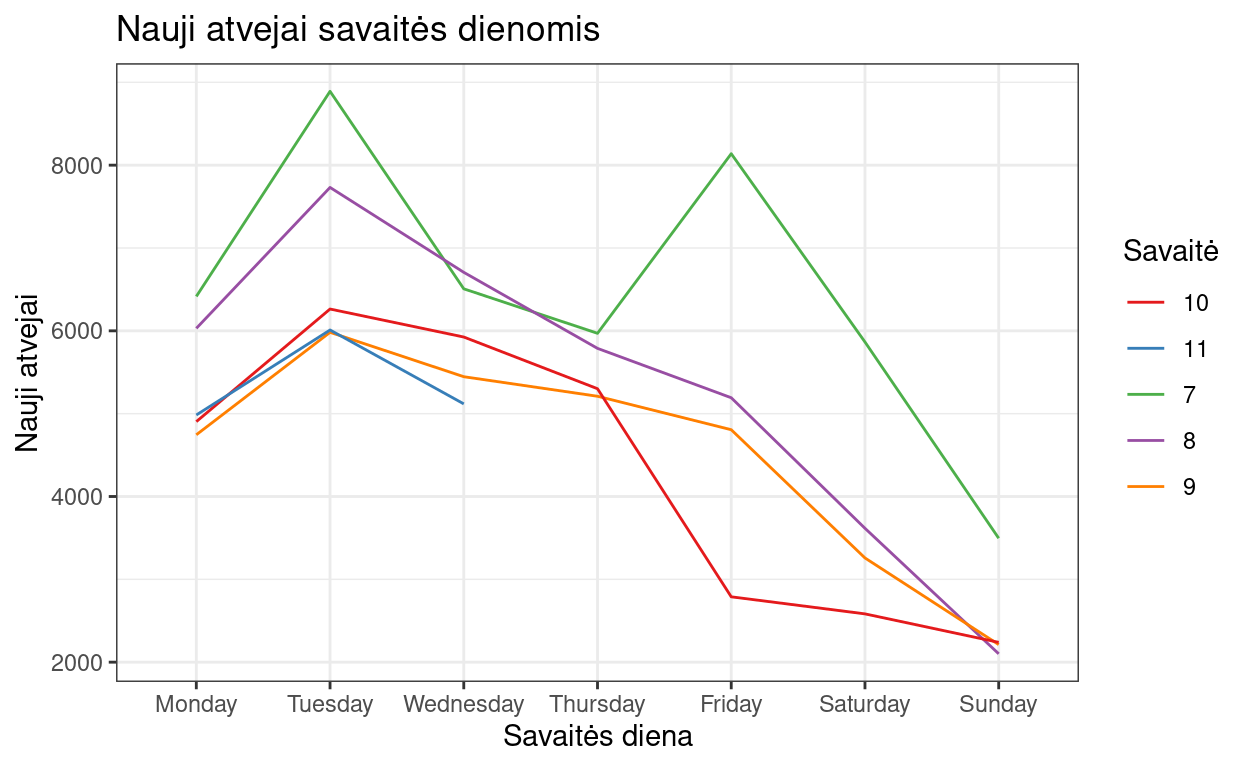 Nauji atvejai savaitės dienomis
Nauji atvejai
8000
6000
4000
2000
Monday Tuesday Wednesday Thursday Friday Saturday Sunday
Savaitės diena
Savaitė
10
11
7
8
9